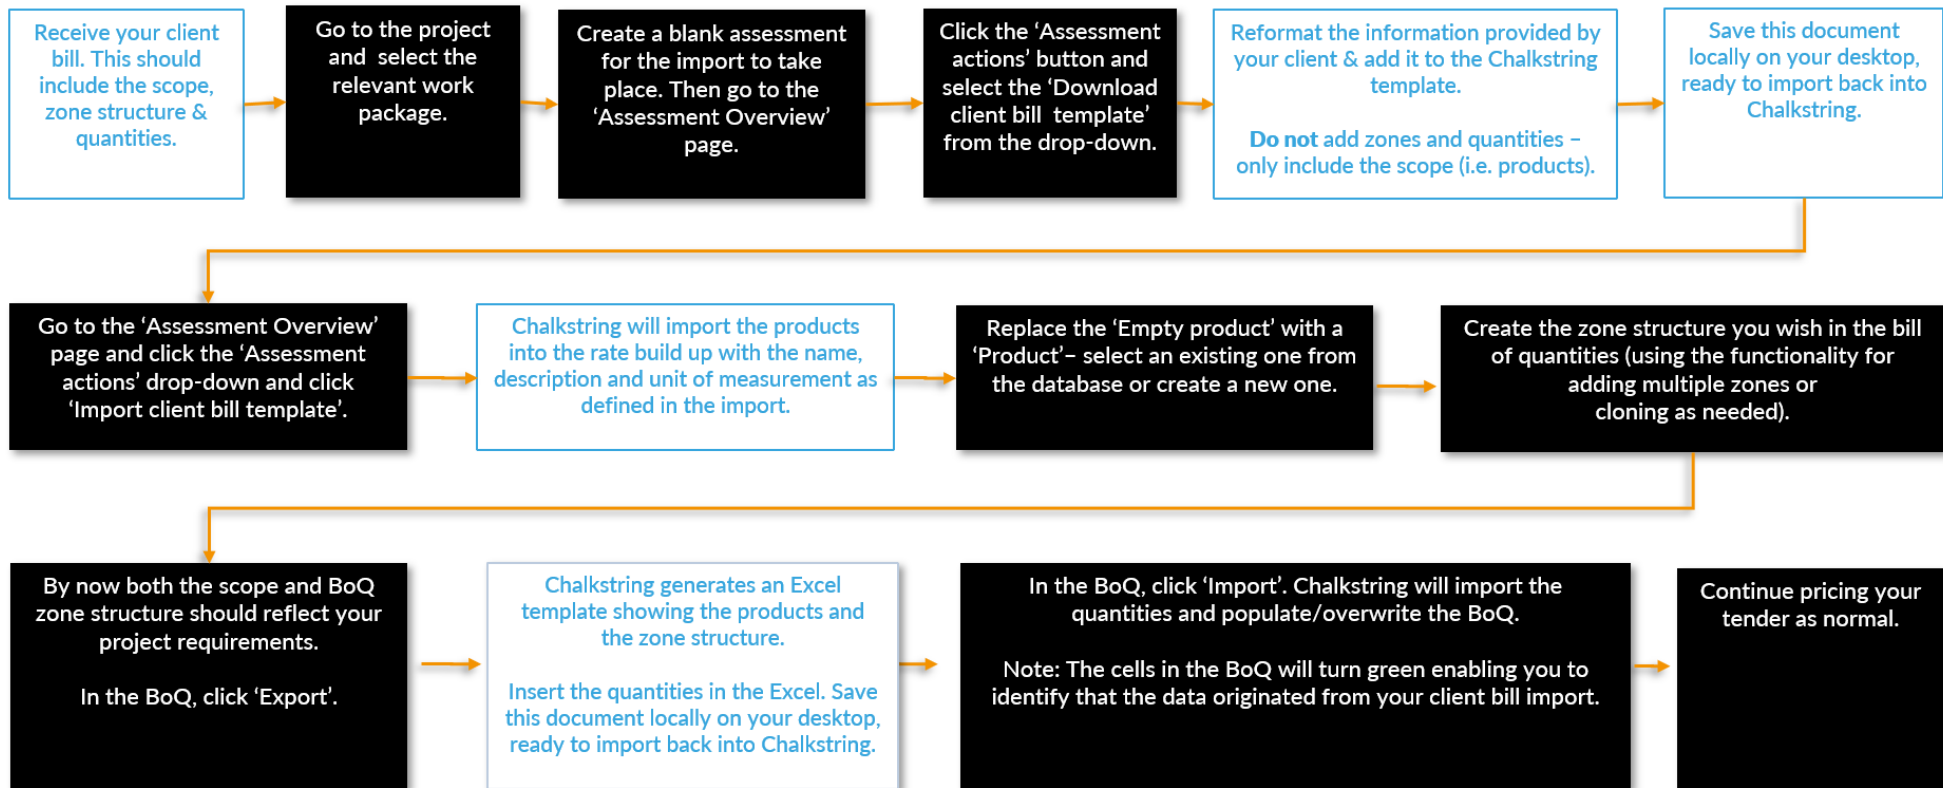 Receive your client
bill. This should
include the scope,
zone structure &
quantities.
Go to the project
and select the
relevant work
package.
Create a blank assessment
for the import to take
place. Then go to the
‘Assessment Overview’
page.
Click the ‘Assessment
actions’ button and
select the ‘Download
client bill template’
from the drop-down.
Reformat the information provided by
your client & add it to the Chalkstring
template.
Do not add zones and quantities –
only include the scope (i.e. products).
Save this document
locally on your desktop,
ready to import back into
Chalkstring.
Go to the ‘Assessment Overview’
page and click the ‘Assessment
actions’ drop-down and click
‘Import client bill template’.
Chalkstring will import the products
into the rate build up with the name,
description and unit of measurement as
defined in the import.
Replace the ‘Empty product’ with a
‘Product’– select an existing one from
the database or create a new one.
Create the zone structure you wish in the bill
of quantities (using the functionality for
adding multiple zones or
cloning as needed).
By now both the scope and BoQ
zone structure should reflect your
project requirements.
In the BoQ, click ‘Export’.
Chalkstring generates an Excel
template showing the products and
the zone structure.
Insert the quantities in the Excel. Save
this document locally on your desktop,
ready to import back into Chalkstring.
In the BoQ, click ‘Import’. Chalkstring will import the
quantities and populate/overwrite the BoQ.
Note: The cells in the BoQ will turn green enabling you to
identify that the data originated from your client bill import.
Continue pricing your
tender as normal.